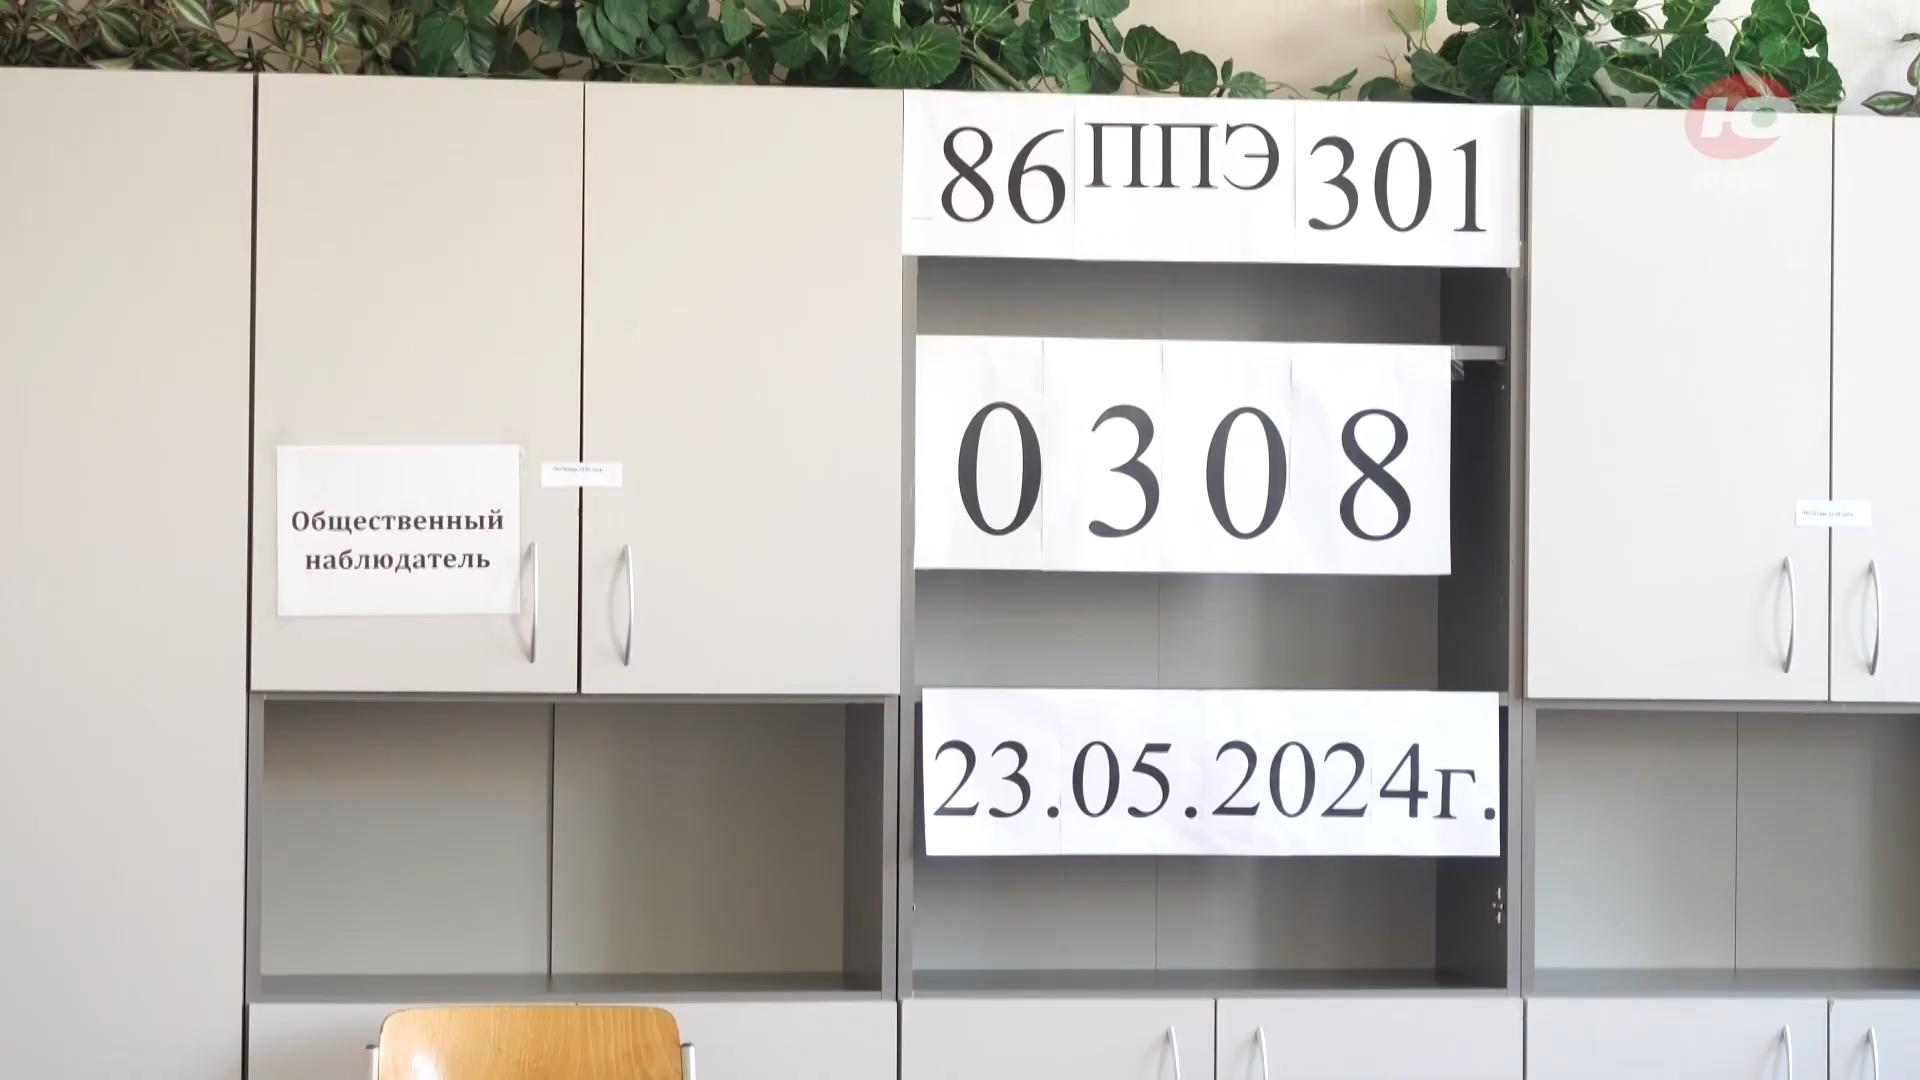 86 ППЭ 301
0308
Общественный
наблюдатель
23.05.2024г.